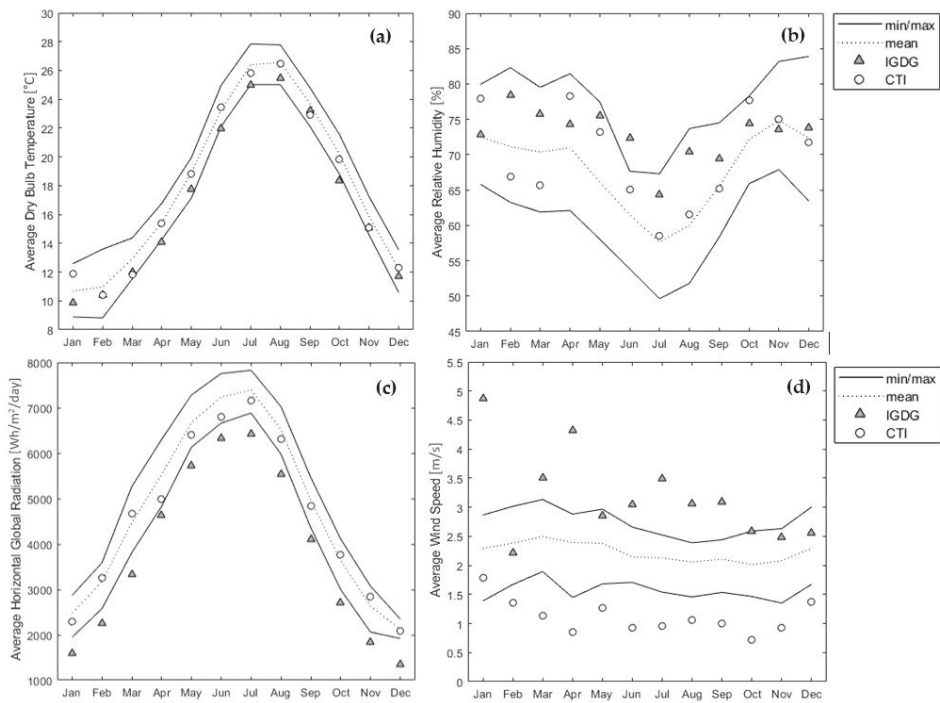 (a)
Average Dry Bulb Temperature [°C]
30
28
26
24
22
20
18
16
14
12
10
8
Jan Feb Mar Apr May Jun Jul Aug Sep Oct Nov Dec
(b)
Average Relative Humidity [%]
90
85
80
75
70
65
60
55
50
45
Jan Feb Mar Apr May Jun Jul Aug Sep Oct Nov Dec
min/max
mean
IGDG
CTI
(c)
Average Horizontal Global Radiation [Wh/m²/day]
8000
7000
6000
5000
4000
3000
2000
1000
Jan Feb Mar Apr May Jun Jul Aug Sep Oct Nov Dec
(d)
Average Wind Speed [m/s]
5.5
5
4.5
4
3.5
3
2.5
2
1.5
1
0.5
0
Jan Feb Mar Apr May Jun Jul Aug Sep Oct Nov Dec
min/max
mean
IGDG
CTI